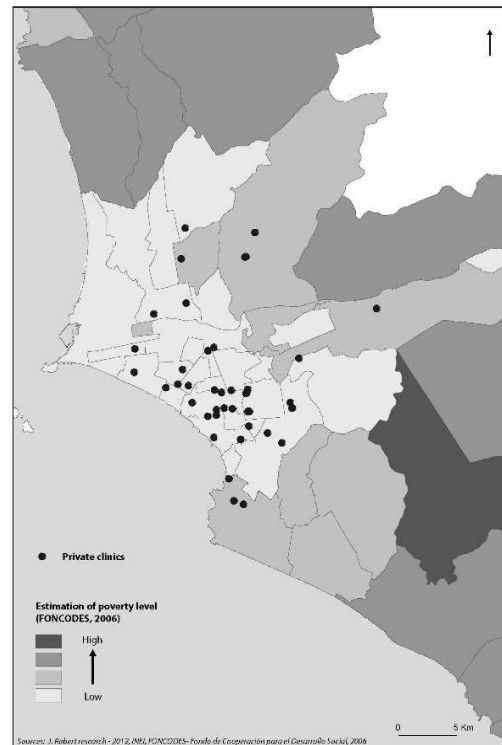 Private clinics
Estimation of poverty level
(FONCODES, 2006)
High
Low
0 5 Km
Sources: J. Robert research - 2012, INEI, FONCODES- Fondo de Cooperación para el Desarrollo Social, 2006